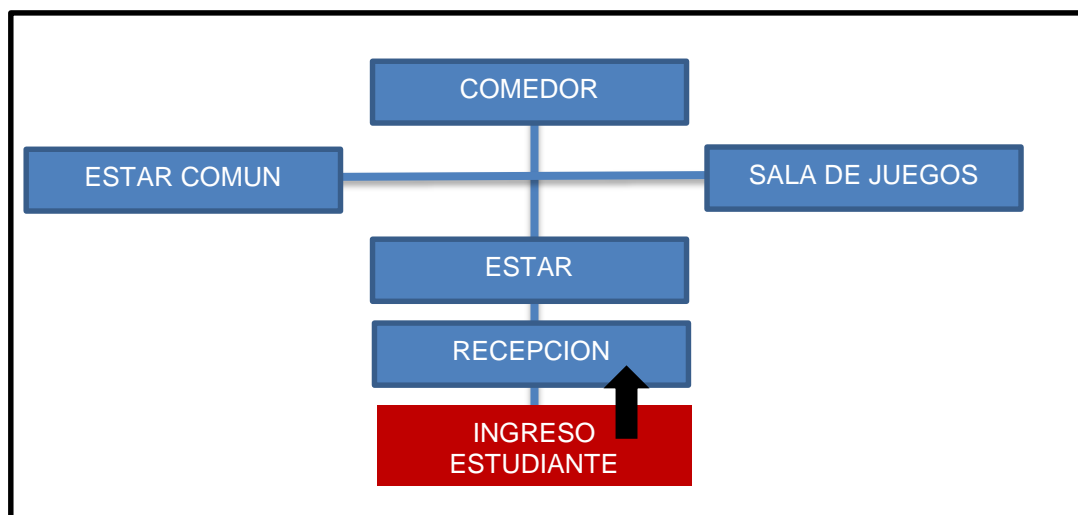 COMEDOR
ESTAR COMUN
SALA DE JUEGOS
ESTAR
RECEPCION
INGRESO
ESTUDIANTE